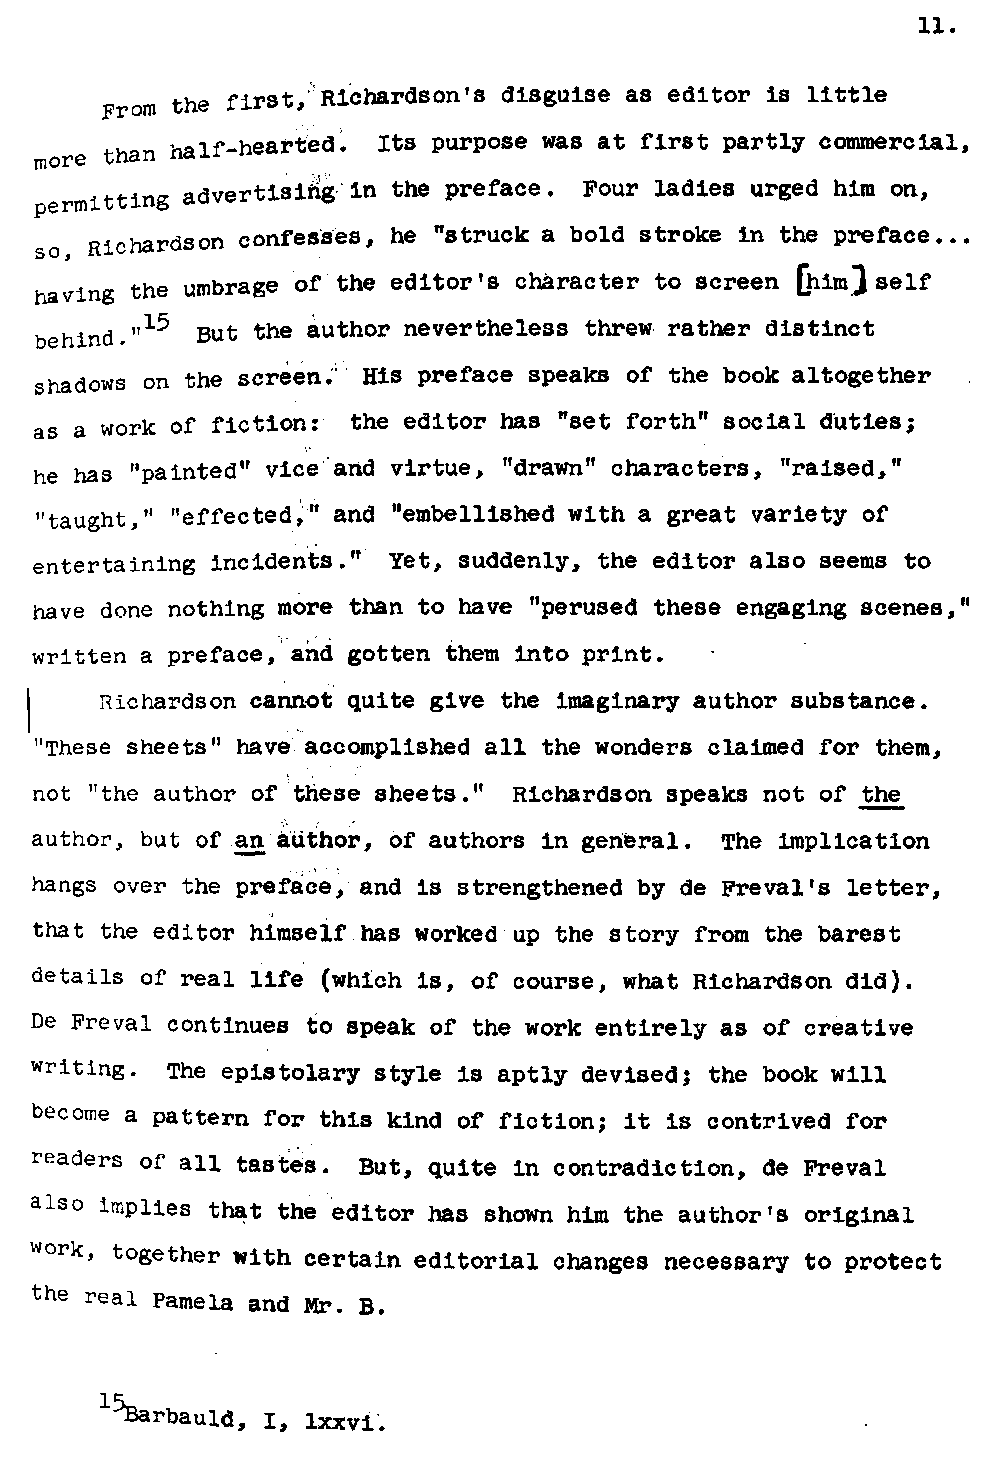 11.
From the first, Richardson's disguise as editor is little
more than half-hearted. Its purpose was at first partly commercial,
permitting advertising in the preface. Four ladies urged him on,
so, Richardson confesses, he "struck a bold stroke in the preface...
having the umbrage of the editor's character to screen [him] self
behind."15 But the author nevertheless threw rather distinct
shadows on the screen. His preface speaks of the book altogether
as a work of fiction: the editor has "set forth" social duties;
he has "painted" vice and virtue, "drawn" characters, "raised,"
"taught," "effected," and "embellished with a great variety of
entertaining incidents." Yet, suddenly, the editor also seems to
have done nothing more than to have "perused these engaging scenes,"
written a preface, and gotten them into print.
Richardson cannot quite give the imaginary author substance.
"These sheets" have accomplished all the wonders claimed for them,
not "the author of these sheets." Richardson speaks not of the
author, but of an author, of authors in general. The implication
hangs over the preface, and is strengthened by de Freval's letter,
that the editor himself has worked up the story from the barest
details of real life (which is, of course, what Richardson did).
De Freval continues to speak of the work entirely as of creative
writing. The epistolary style is aptly devised; the book will
become a pattern for this kind of fiction; it is contrived for
readers of all tastes. But, quite in contradiction, de Freval
also implies that the editor has shown him the author's original
work, together with certain editorial changes necessary to protect
the real Pamela and Mr. B.
15Barbauld, I, lxxvi.